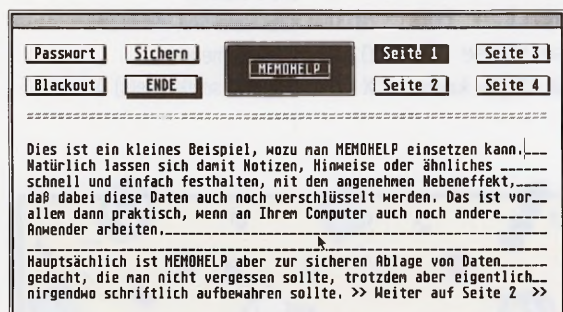 Passwort Sichern MEMOHELP Seite 1 Seite 3
Blackout ENDE Seite 2 Seite 4
Dies ist ein kleines Beispiel, wozu man MEMOHELP einsetzen kann.
Natürlich lassen sich damit Notizen, Hinweise oder ähnliches
schnell und einfach festhalten, mit dem angenehmen Nebeneffekt,
daß dabei diese Daten auch noch verschlüsselt werden. Das ist vor
allem dann praktisch, wenn an Ihrem Computer auch noch andere
Anwender arbeiten.
Hauptsächlich ist MEMOHELP aber zur sicheren Ablage von Daten
gedacht, die man nicht vergessen sollte, trotzdem aber eigentlich
nirgendwo schriftlich aufbewahren sollte. >> Weiter auf Seite 2 >>